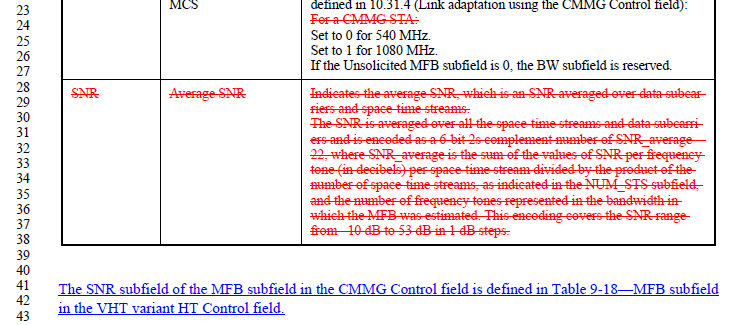 23 MCS defined in 10.31.4 (Link adaptation using the CMMG Control field):
24 For a CMMG STA:
25 Set to 0 for 540 MHz.
26 Set to 1 for 1080 MHz.
27 If the Unsolicited MFB subfield is 0, the BW subfield is reserved.
28 SNR Average SNR Indicates the average SNR, which is an SNR averaged over data subcar-
29 riers and space-time streams.
30 The SNR is averaged over all the space-time streams and data subcarri-
31 ers and is encoded as a 6-bit 2s complement number of SNR_average –
32 22, where SNR_average is the sum of the values of SNR per frequency
33 tone (in decibels) per space-time stream divided by the product of the
34 number of space-time streams, as indicated in the NUM_STS subfield,
35 and the number of frequency tones represented in the bandwidth in
36 which the MFB was estimated. This encoding covers the SNR range
37 from –10 dB to 53 dB in 1 dB steps.
38
39
40
41 The SNR subfield of the MFB subfield in the CMMG Control field is defined in Table 9-18—MFB subfield
42 in the VHT variant HT Control field.
43